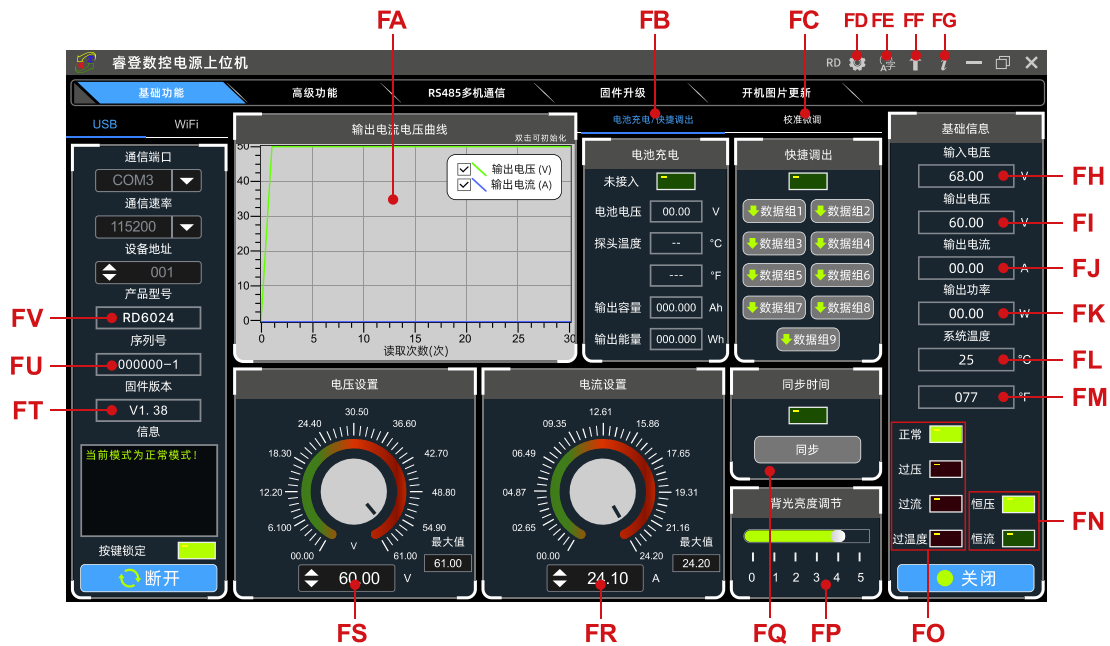 FA
FB
FC
FD
FE
FF
FG
睿登数控电源上位机
RD
基础功能
高级功能
RS485多机通信
固件升级
开机图片更新
USB
WiFi
通信端口
COM3
通信速率
115200
设备地址
001
产品型号
FV
RD6024
序列号
FU
000000-1
固件版本
FT
V1. 38
信息
当前模式为正常模式!
按键锁定
断开
输出电流电压曲线
双击可初始化
50
40
30
20
10
0
0
5
10
15
20
25
30
读取次数(次)
输出电压 (V)
输出电流 (A)
电池充电/快捷调出
校准微调
电池充电
未接入
电池电压
00.00
V
探头温度
--
°C
---
°F
输出容量
000.000
Ah
输出能量
000.000
Wh
快捷调出
数据组1
数据组2
数据组3
数据组4
数据组5
数据组6
数据组7
数据组8
数据组9
基础信息
输入电压
68.00
V
FH
输出电压
60.00
V
FI
输出电流
00.00
A
FJ
输出功率
00.00
W
FK
系统温度
25
°C
FL
077
°F
FM
正常
过压
过流
过温度
恒压
恒流
FN
关闭
FO
电压设置
00.00
6.100
12.20
18.30
24.40
30.50
36.60
42.70
48.80
54.90
61.00
V
最大值
61.00
60.00
V
FS
电流设置
00.00
02.65
04.87
06.49
09.35
12.61
15.86
17.65
19.31
21.16
24.20
A
最大值
24.20
24.10
A
FR
同步时间
同步
FQ
背光亮度调节
0
1
2
3
4
5
FP